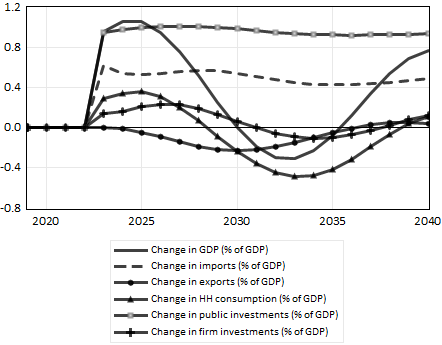 1.2
0.8
0.4
0.0
-0.4
-0.8
2020 2025 2030 2035 2040
Change in GDP (% of GDP)
Change in imports (% of GDP)
Change in exports (% of GDP)
Change in HH consumption (% of GDP)
Change in public investments (% of GDP)
Change in firm investments (% of GDP)